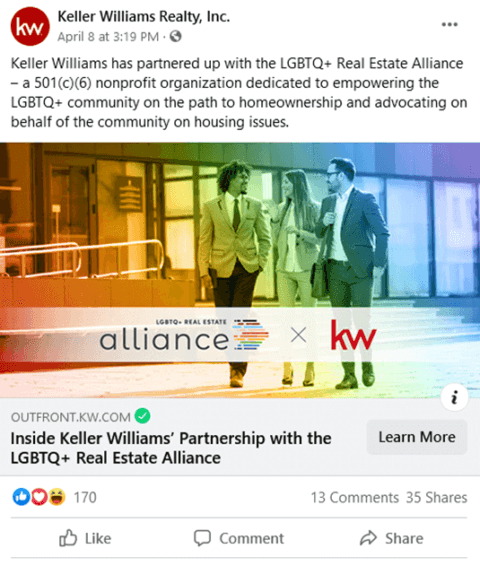 kw
Keller Williams Realty, Inc.
April 8 at 3:19 PM ·
Keller Williams has partnered up with the LGBTQ+ Real Estate Alliance
– a 501(c)(6) nonprofit organization dedicated to empowering the
LGBTQ+ community on the path to homeownership and advocating on
behalf of the community on housing issues.
LGBTQ+ REAL ESTATE
alliance × kw
i
OUTFRONT.KW.COM
Inside Keller Williams’ Partnership with the
LGBTQ+ Real Estate Alliance
Learn More
170
13 Comments 35 Shares
Like Comment Share